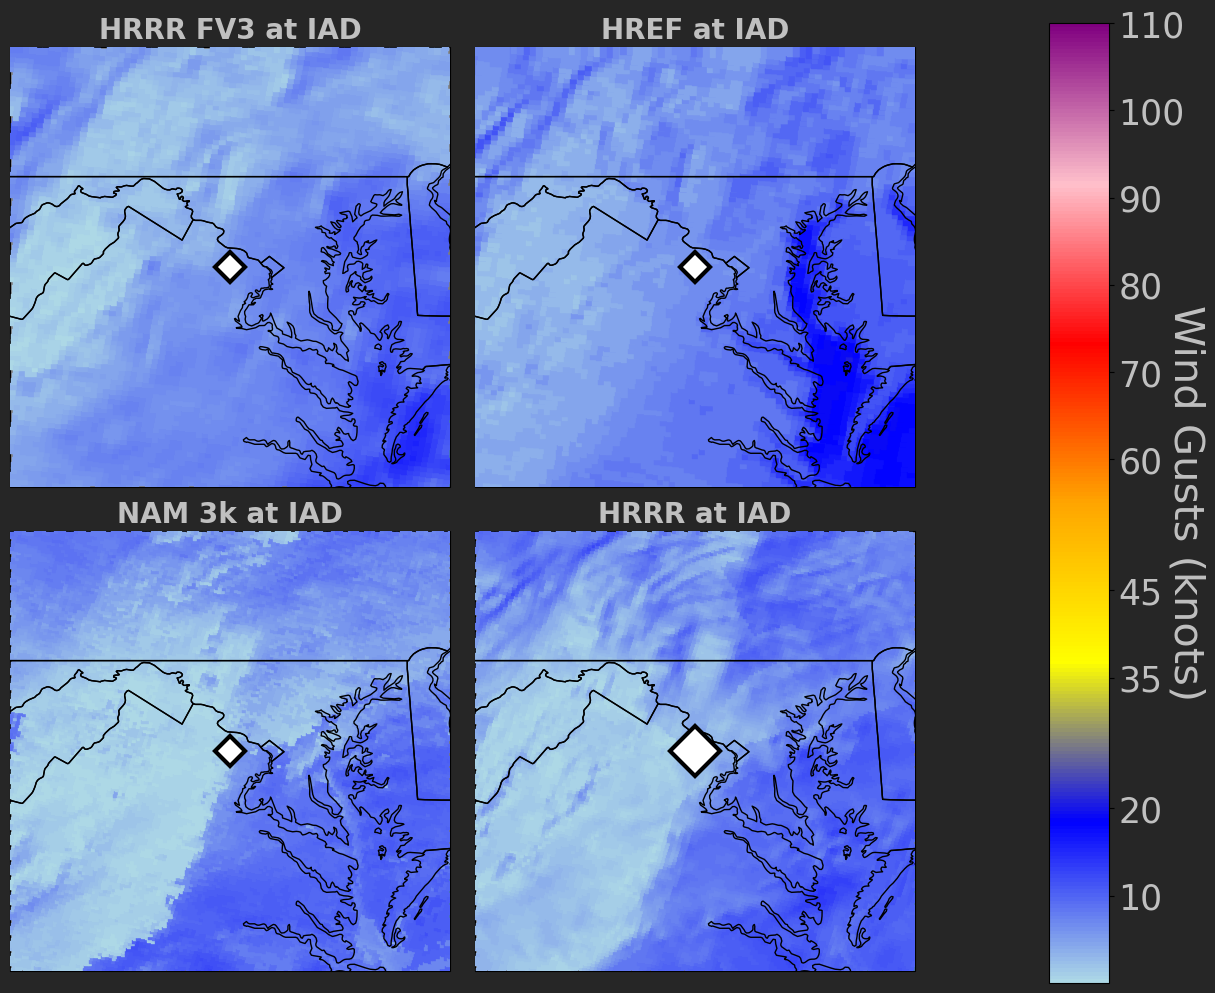 HRRR FV3 at IAD
HREF at IAD
NAM 3k at IAD
HRRR at IAD
110
100
90
80
70
60
45
35
20
10
Wind Gusts (knots)